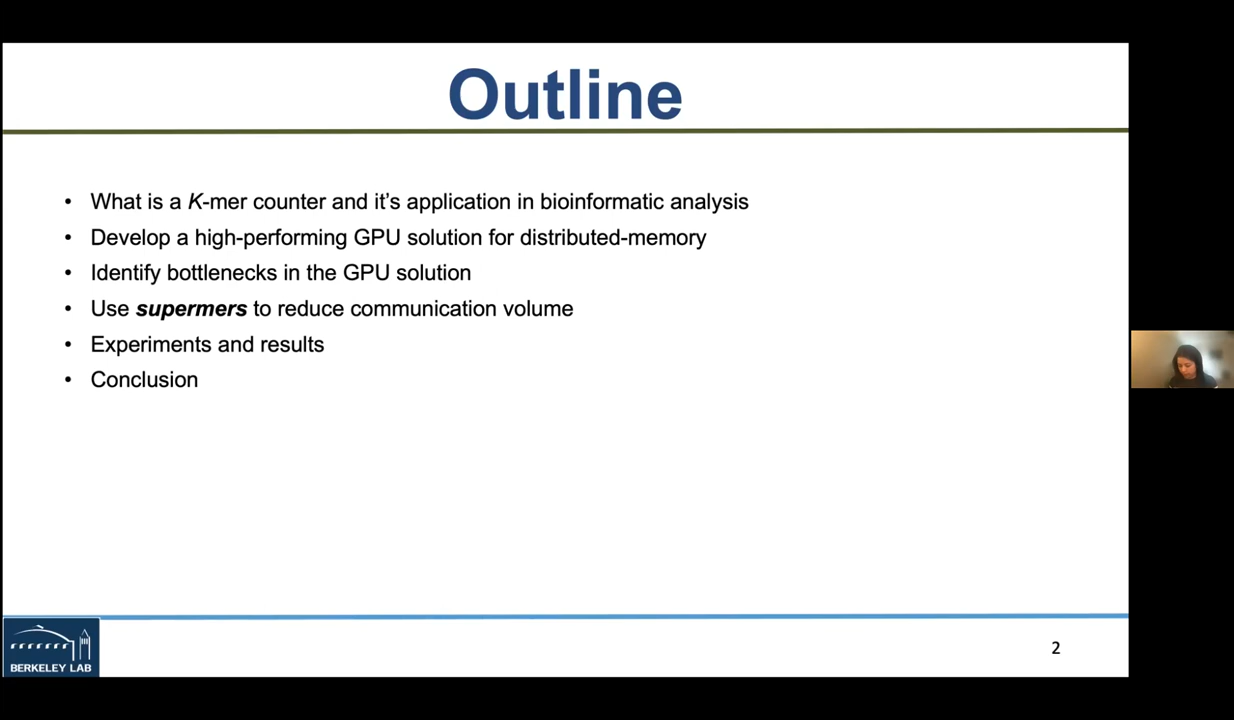 Outline
• What is a K-mer counter and it's application in bioinformatic analysis
• Develop a high-performing GPU solution for distributed-memory
• Identify bottlenecks in the GPU solution
• Use supermers to reduce communication volume
• Experiments and results
• Conclusion
BERKELEY LAB
2